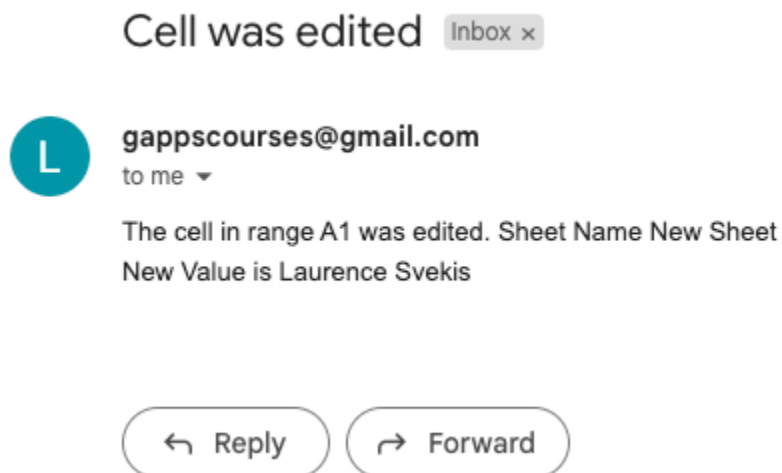 Cell was edited Inbox ×
L
gappscourses@gmail.com
to me
The cell in range A1 was edited. Sheet Name New Sheet
New Value is Laurence Svekis
Reply Forward